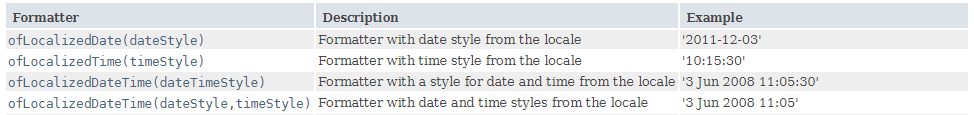 Formatter Description Example
ofLocalizedDate(dateStyle) Formatter with date style from the locale '2011-12-03'
ofLocalizedTime(timeStyle) Formatter with time style from the locale '10:15:30'
ofLocalizedDateTime(dateTimeStyle) Formatter with a style for date and time from the locale '3 Jun 2008 11:05:30'
ofLocalizedDateTime(dateStyle,timeStyle) Formatter with date and time styles from the locale '3 Jun 2008 11:05'